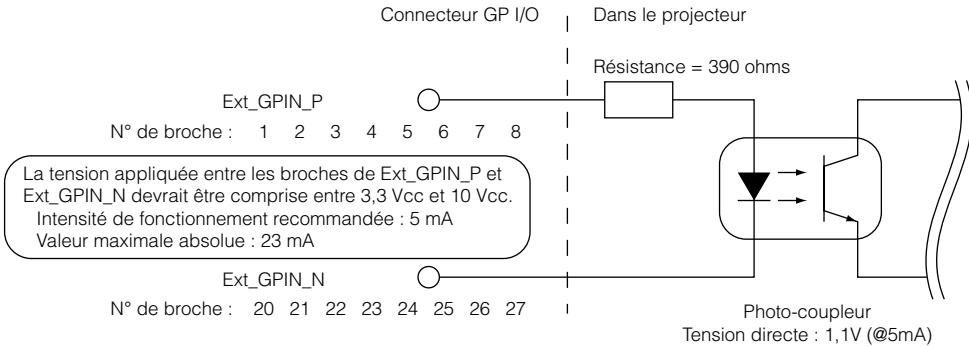 Connecteur GP I/O
Dans le projecteur
Résistance = 390 ohms
Ext_GPIN_P
N° de broche : 1 2 3 4 5 6 7 8
La tension appliquée entre les broches de Ext_GPIN_P et
Ext_GPIN_N devrait être comprise entre 3,3 Vcc et 10 Vcc.
Intensité de fonctionnement recommandée : 5 mA
Valeur maximale absolue : 23 mA
Ext_GPIN_N
N° de broche : 20 21 22 23 24 25 26 27
Photo-coupleur
Tension directe : 1,1V (@5mA)